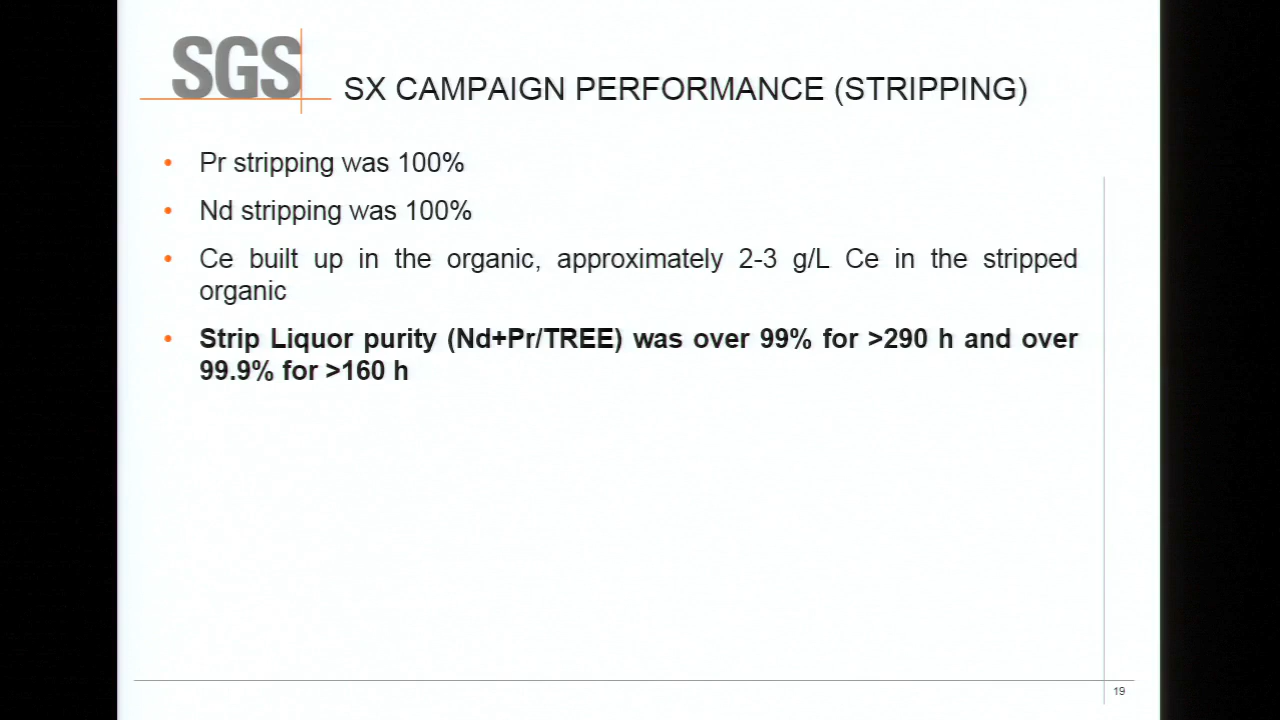 SGS
SX CAMPAIGN PERFORMANCE (STRIPPING)
• Pr stripping was 100%
• Nd stripping was 100%
• Ce built up in the organic, approximately 2-3 g/L Ce in the stripped
organic
• Strip Liquor purity (Nd+Pr/TREE) was over 99% for >290 h and over
99.9% for >160 h
19